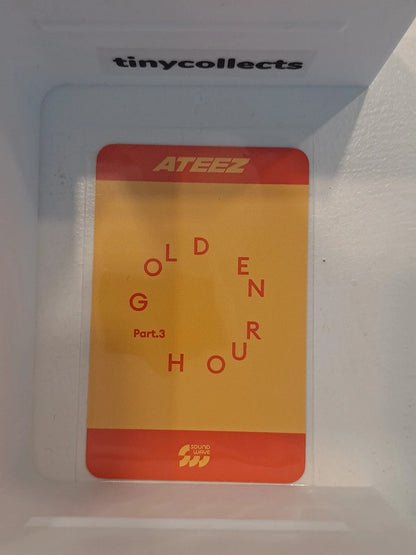 tinycollects
ATEEZ
GOLDEN
HOUR
Part.3
SOUND
WAVE